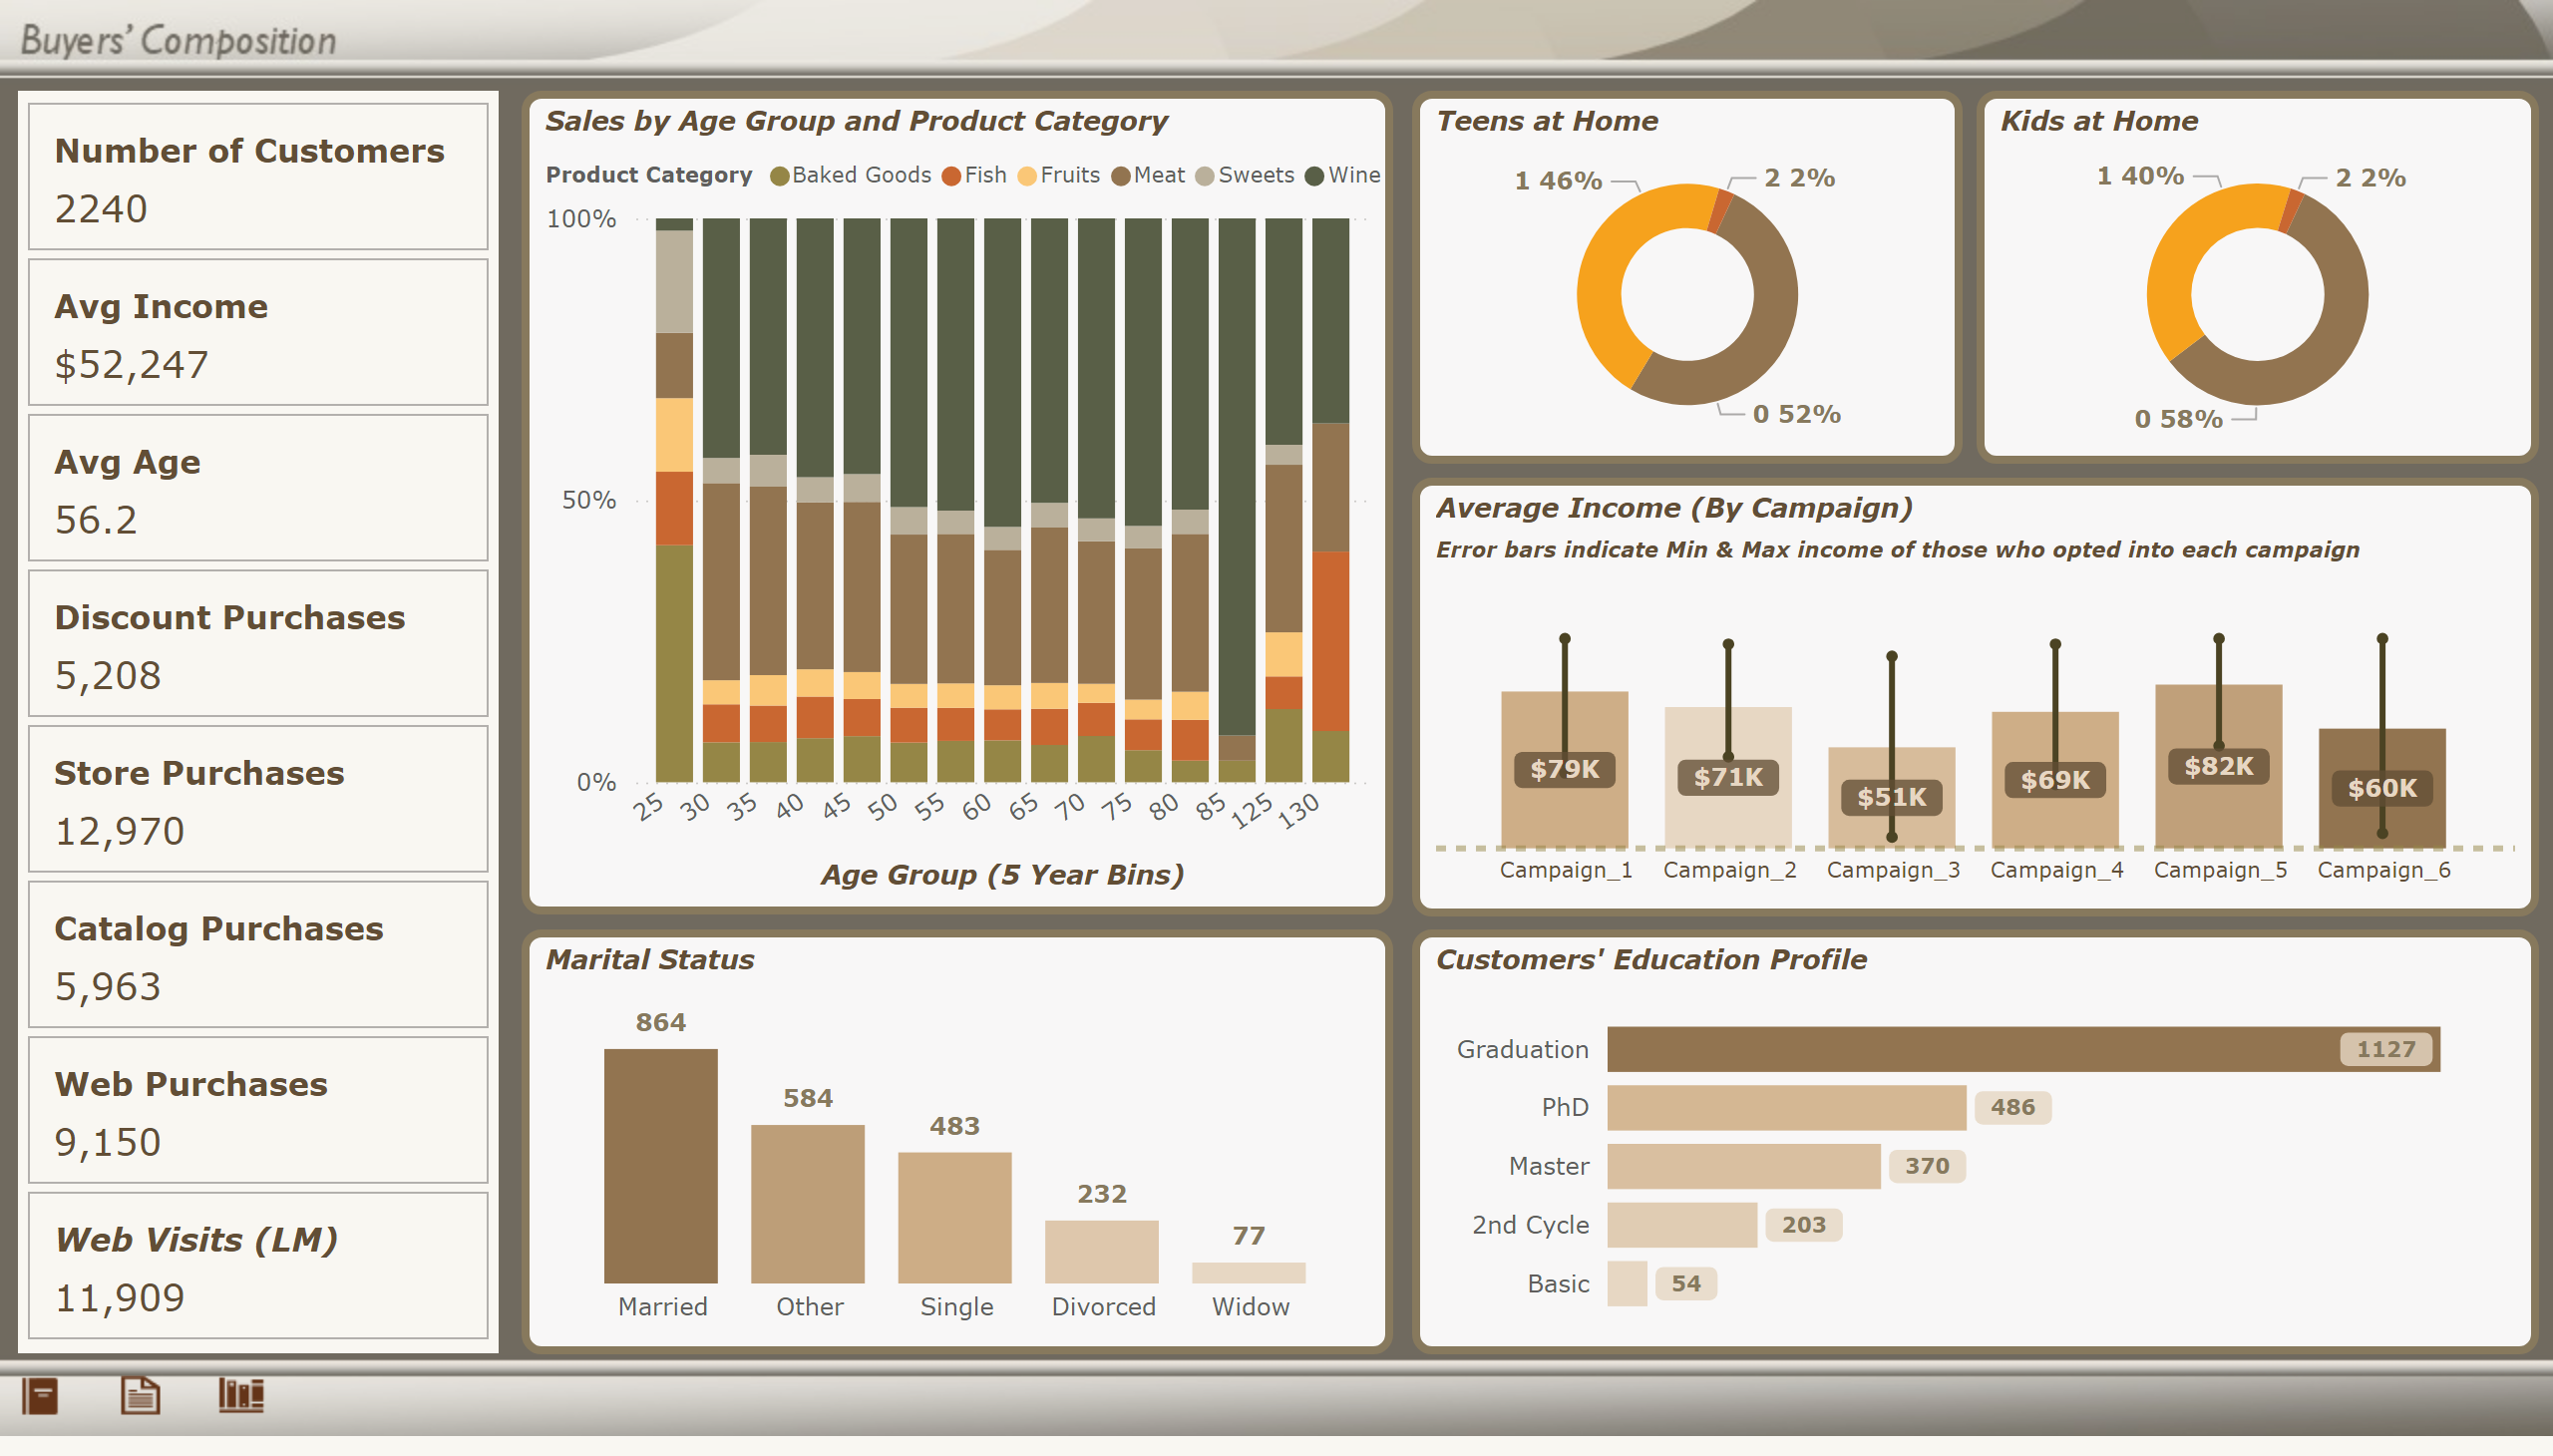 Buyers' Composition
Number of Customers
2240
Avg Income
$52,247
Avg Age
56.2
Discount Purchases
5,208
Store Purchases
12,970
Catalog Purchases
5,963
Web Purchases
9,150
Web Visits (LM)
11,909
Sales by Age Group and Product Category
Product Category Baked Goods Fish Fruits Meat Sweets Wine
100%
50%
0%
25 30 35 40 45 50 55 60 65 70 75 80 85 125 130
Age Group (5 Year Bins)
Teens at Home
1 46% 2 2%
0 52%
Kids at Home
1 40% 2 2%
0 58%
Average Income (By Campaign)
Error bars indicate Min & Max income of those who opted into each campaign
$79K $71K $51K $69K $82K $60K
Campaign_1 Campaign_2 Campaign_3 Campaign_4 Campaign_5 Campaign_6
Marital Status
864 584 483 232 77
Married Other Single Divorced Widow
Customers' Education Profile
Graduation 1127
PhD 486
Master 370
2nd Cycle 203
Basic 54